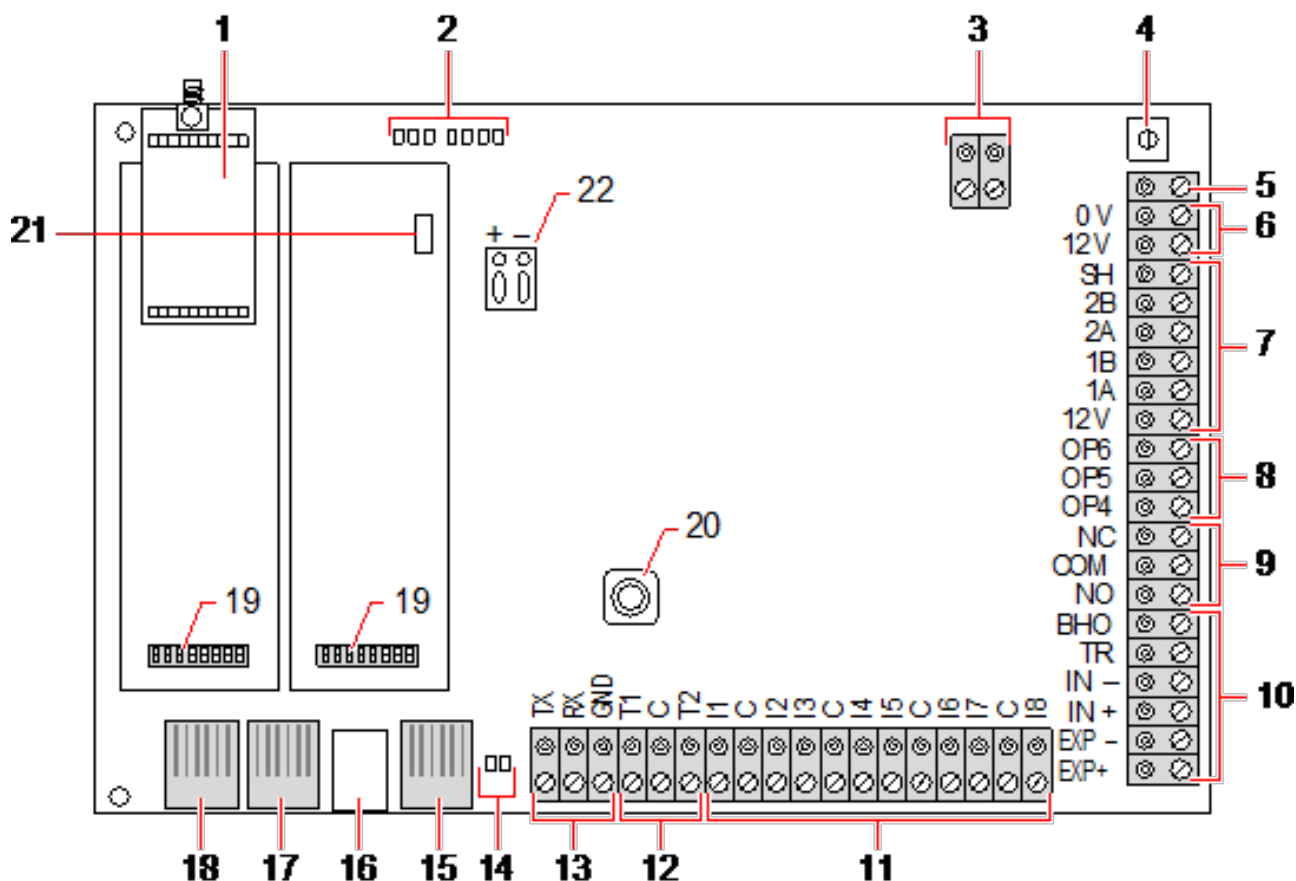 1 2 3 4
5
0 V 6
12 V
21
22
+ −
SH
2B
2A
1B 7
1A
12 V
OP6
OP5 8
OP4
NC
COM 9
NO
20
19 19
BHO
TR
IN −
IN + 10
EXP −
EXP+
TX RX GND T1 C T2 I1 C I2 I3 C I4 I5 C I6 I7 C I8
18 17 16 15 14 13 12 11